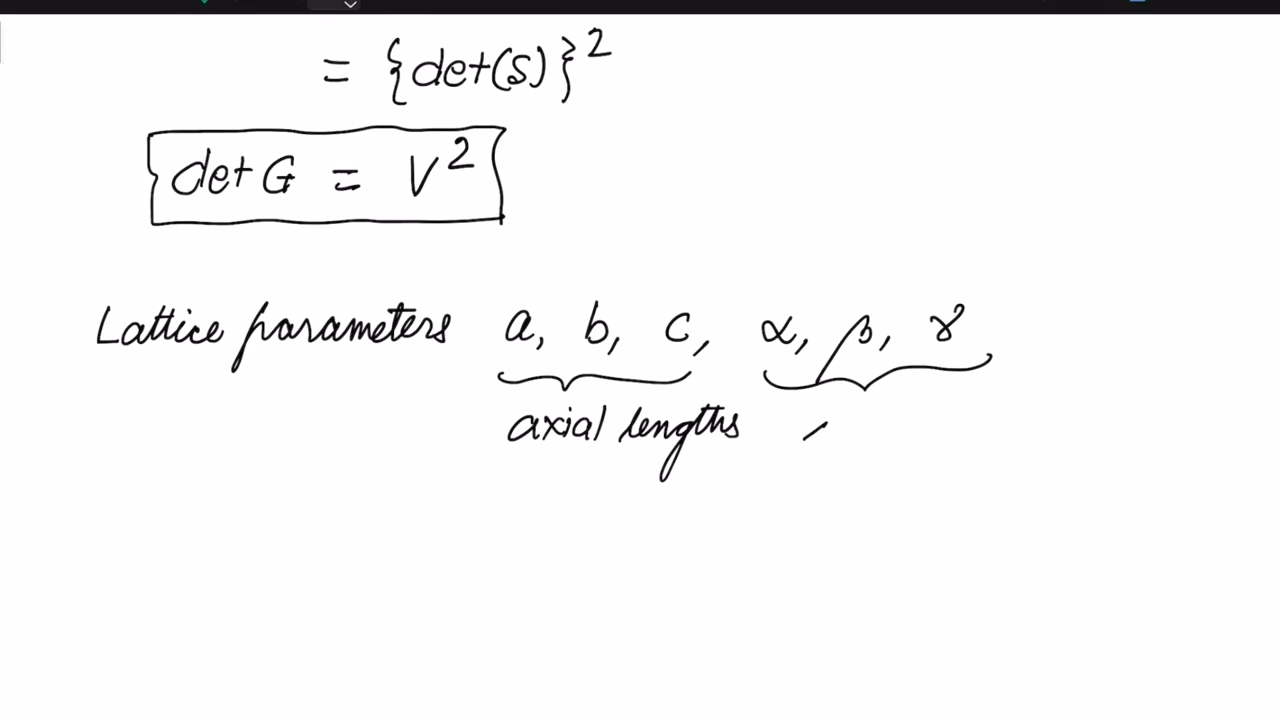 = {det(S)}²
det G = V²
Lattice parameters a, b, c, α, β, γ
axial lengths